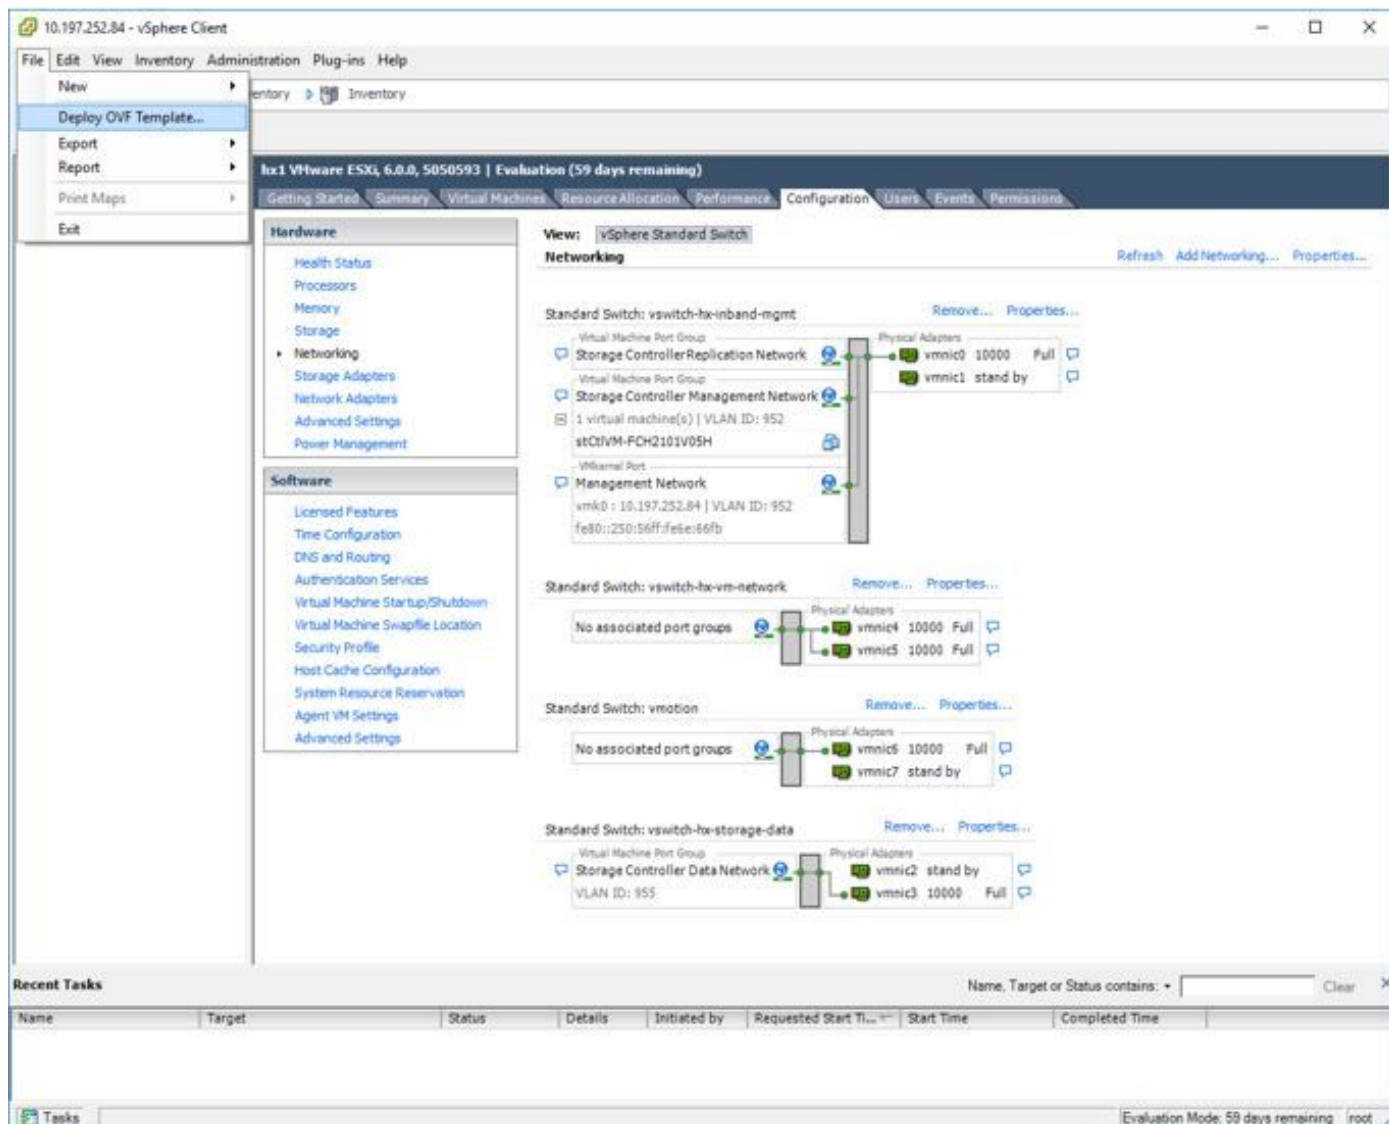 10.197.252.84 - vSphere Client
File Edit View Inventory Administration Plug-ins Help
New
Deploy OVF Template...
Export
Report
Print Maps
Exit
entory Inventory
hx1 VMware ESXi, 6.0.0, 5050593 | Evaluation (59 days remaining)
Getting Started Summary Virtual Machines Resource Allocation Performance Configuration Users Events Permissions
Hardware
Health Status
Processors
Memory
Storage
Networking
Storage Adapters
Network Adapters
Advanced Settings
Power Management
Software
Licensed Features
Time Configuration
DNS and Routing
Authentication Services
Virtual Machine Startup/Shutdown
Virtual Machine Swapfile Location
Security Profile
Host Cache Configuration
System Resource Reservation
Agent VM Settings
Advanced Settings
View: vSphere Standard Switch
Networking
Refresh Add Networking... Properties...
Standard Switch: vswitch-hx-inband-mgmt Remove... Properties...
Virtual Machine Port Group
Storage Controller Replication Network
Virtual Machine Port Group
Storage Controller Management Network
1 virtual machine(s) | VLAN ID: 952
stCtlVM-FCH2101V05H
VMkernel Port
Management Network
vmk0 : 10.197.252.84 | VLAN ID: 952
fe80::250:56ff:fe6e:66fb
Physical Adapters
vmnic0 10000 Full
vmnic1 stand by
Standard Switch: vswitch-hx-vm-network Remove... Properties...
No associated port groups
Physical Adapters
vmnic4 10000 Full
vmnic5 10000 Full
Standard Switch: vmotion Remove... Properties...
No associated port groups
Physical Adapters
vmnic6 10000 Full
vmnic7 stand by
Standard Switch: vswitch-hx-storage-data Remove... Properties...
Virtual Machine Port Group
Storage Controller Data Network
VLAN ID: 955
Physical Adapters
vmnic2 stand by
vmnic3 10000 Full
Recent Tasks
Name, Target or Status contains: Clear
Name Target Status Details Initiated by Requested Start Ti... Start Time Completed Time
Tasks
Evaluation Mode: 59 days remaining root